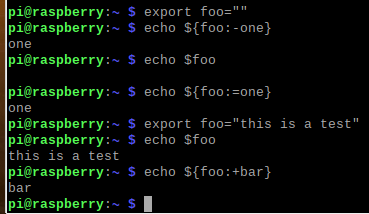 pi@raspberry:~ $ export foo=""
pi@raspberry:~ $ echo ${foo:-one}
one
pi@raspberry:~ $ echo $foo

pi@raspberry:~ $ echo ${foo:=one}
one
pi@raspberry:~ $ export foo="this is a test"
pi@raspberry:~ $ echo $foo
this is a test
pi@raspberry:~ $ echo ${foo:+bar}
bar
pi@raspberry:~ $